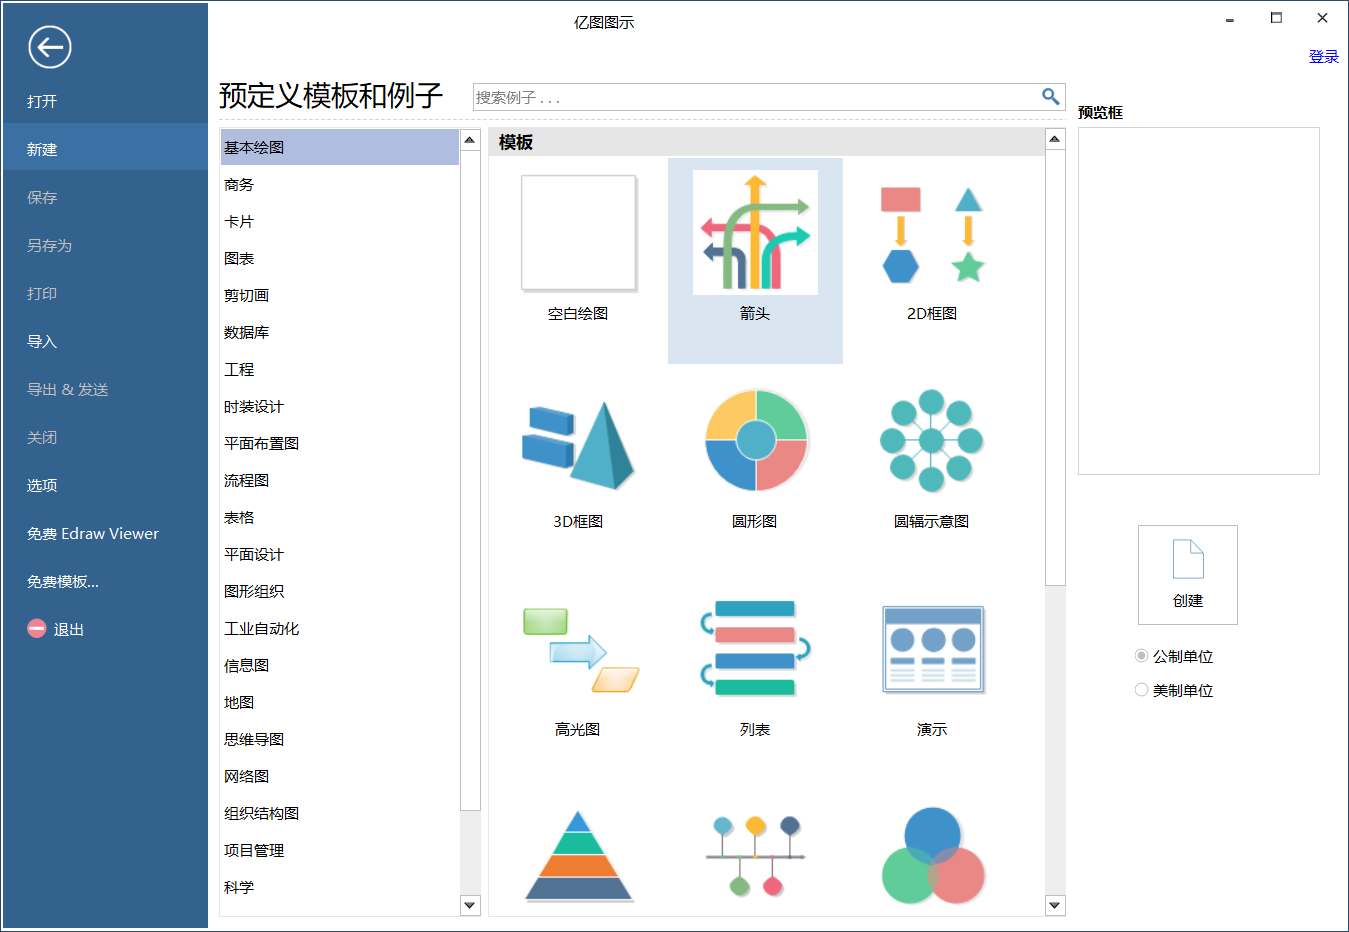 亿图图示
登录
打开
新建
保存
另存为
打印
导入
导出 & 发送
关闭
选项
免费 Edraw Viewer
免费模板...
退出
预定义模板和例子
搜索例子 . . .
基本绘图
商务
卡片
图表
剪切画
数据库
工程
时装设计
平面布置图
流程图
表格
平面设计
图形组织
工业自动化
信息图
地图
思维导图
网络图
组织结构图
项目管理
科学
模板
空白绘图
箭头
2D框图
3D框图
圆形图
圆辐示意图
高光图
列表
演示
预览框
创建
公制单位
美制单位